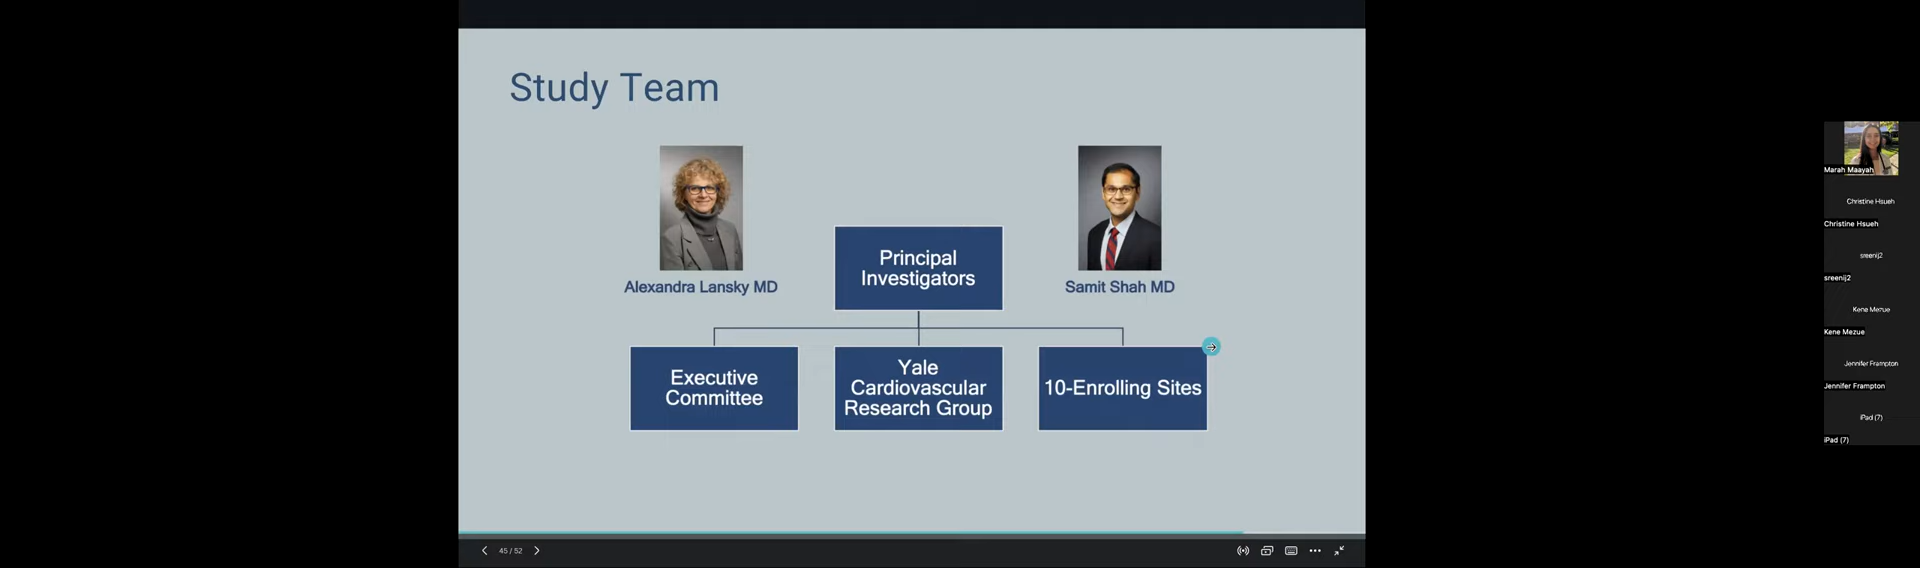 Study Team
Principal
Investigators
Alexandra Lansky MD
Samit Shah MD
Executive
Committee
Yale
Cardiovascular
Research Group
10-Enrolling Sites
45 / 52
Marah Maayah
Christine Hsueh
Christine Hsueh
sreenij2
sreenij2
Kene Mezue
Kene Mezue
Jennifer Frampton
Jennifer Frampton
iPad (7)
iPad (7)